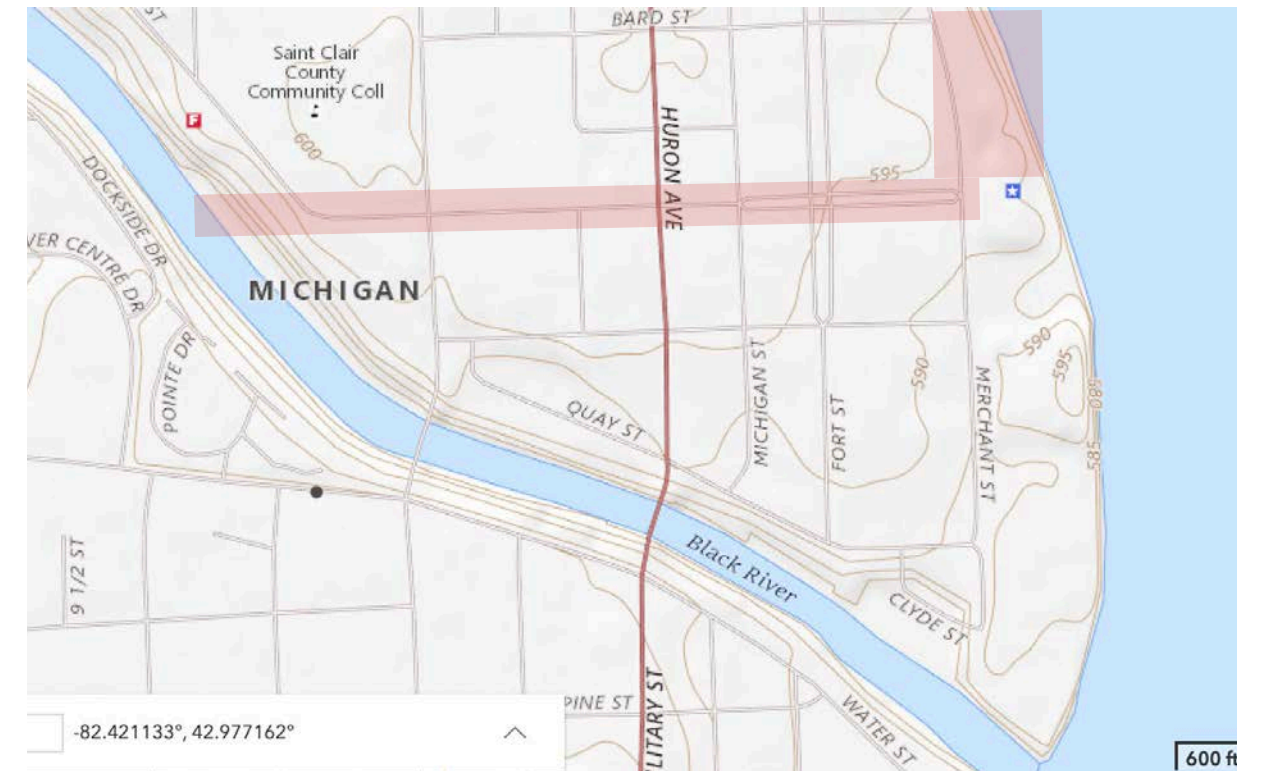 ST
BARD ST
Saint Clair
County
Community Coll
F
600
HURON AVE
595
DOCKSIDE DR
VER CENTRE DR
MICHIGAN
POINTE DR
590
595
580
585
590
MICHIGAN ST
FORT ST
MERCHANT ST
QUAY ST
9 1/2 ST
Black River
CLYDE ST
PINE ST
LITARY ST
WATER ST
-82.421133°, 42.977162°
600 ft